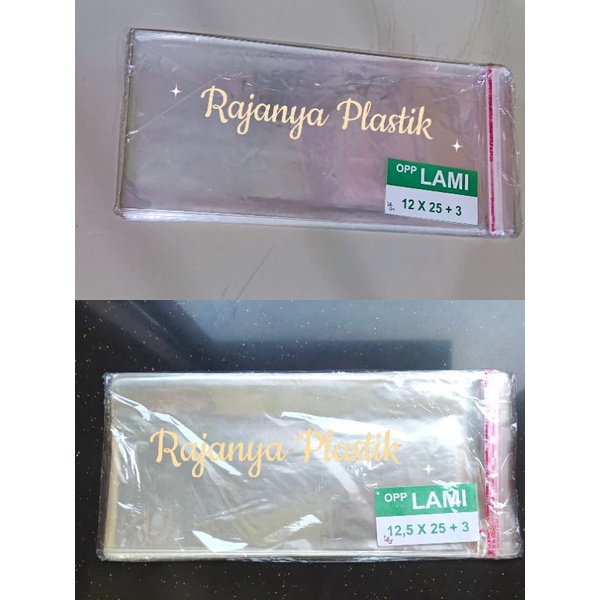 Rajanya Plastik
OPP LAMI
12 X 25 + 3
Rajanya Plastik
OPP LAMI
12,5 X 25 + 3